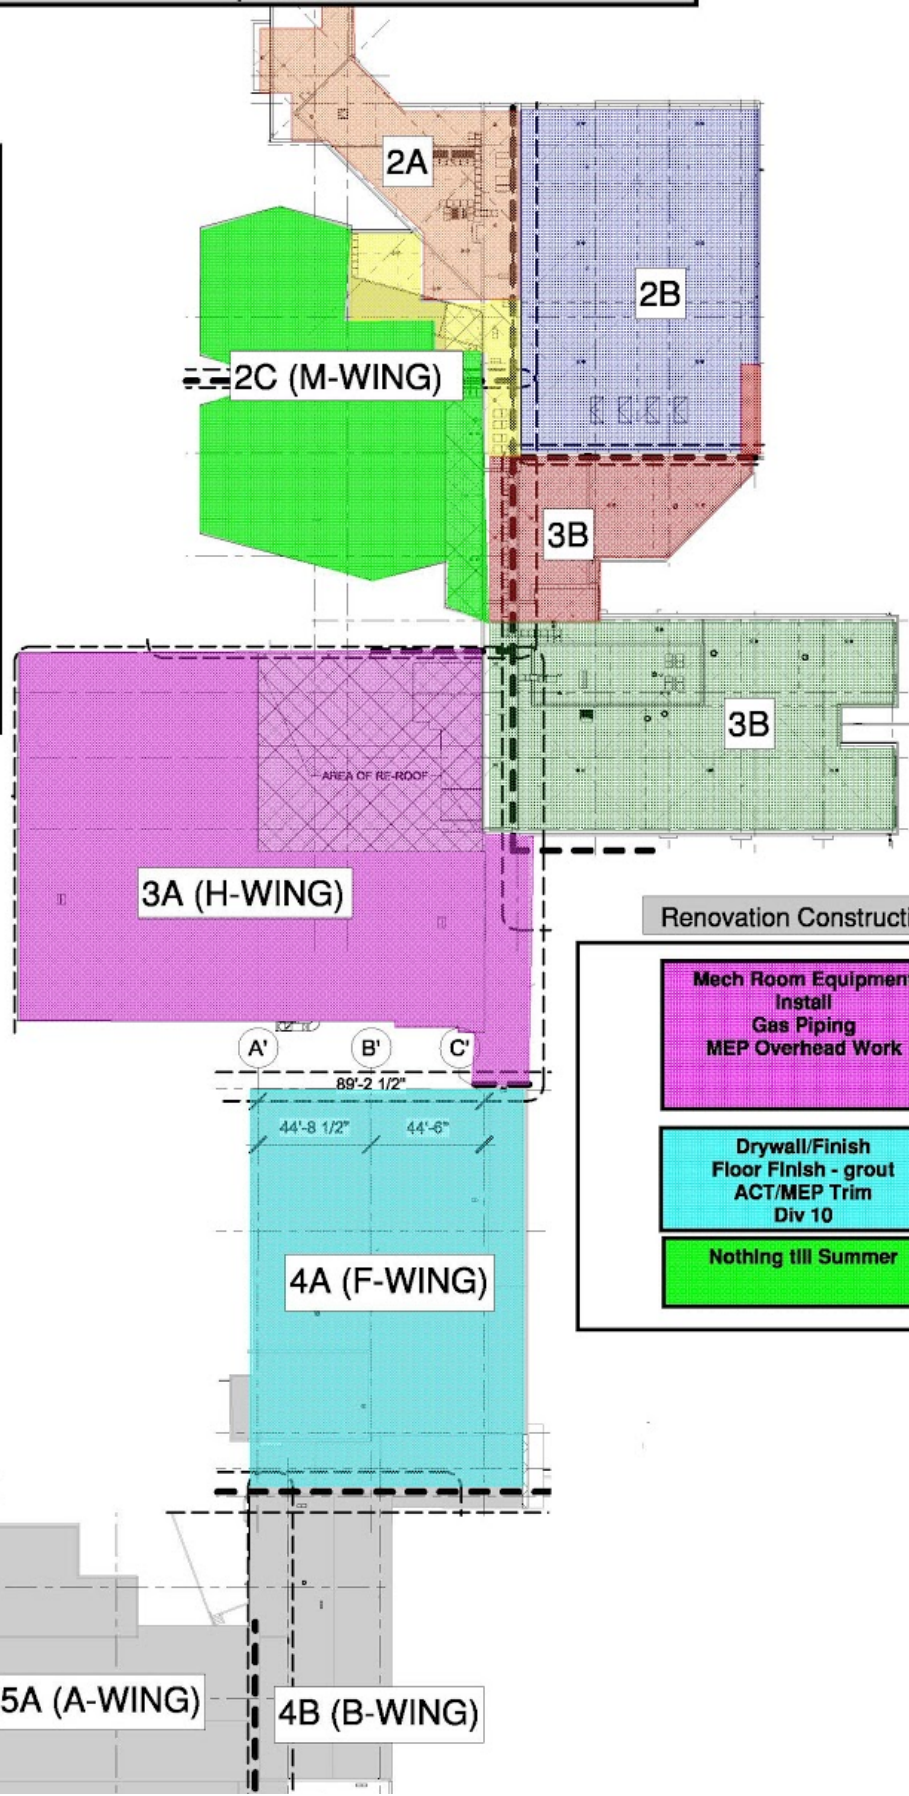 2A
2B
2C (M-WING)
3B
3B
AREA OF RE-ROOF
3A (H-WING)
Renovation Constructi
Mech Room Equipment
Install
Gas Piping
MEP Overhead Work
A' B' C'
89'-2 1/2"
44'-8 1/2" 44'-6"
Drywall/Finish
Floor Finish - grout
ACT/MEP Trim
Div 10
Nothing till Summer
4A (F-WING)
5A (A-WING)
4B (B-WING)